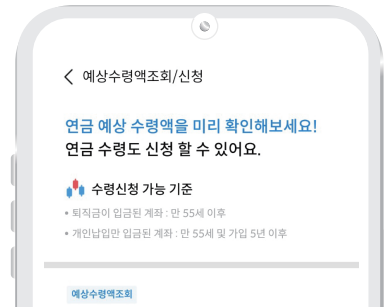 예상수령액조회/신청
연금 예상 수령액을 미리 확인해보세요!
연금 수령도 신청 할 수 있어요.
수령신청 가능 기준
• 퇴직금이 입금된 계좌 : 만 55세 이후
• 개인납입만 입금된 계좌 : 만 55세 및 가입 5년 이후
예상수령액조회